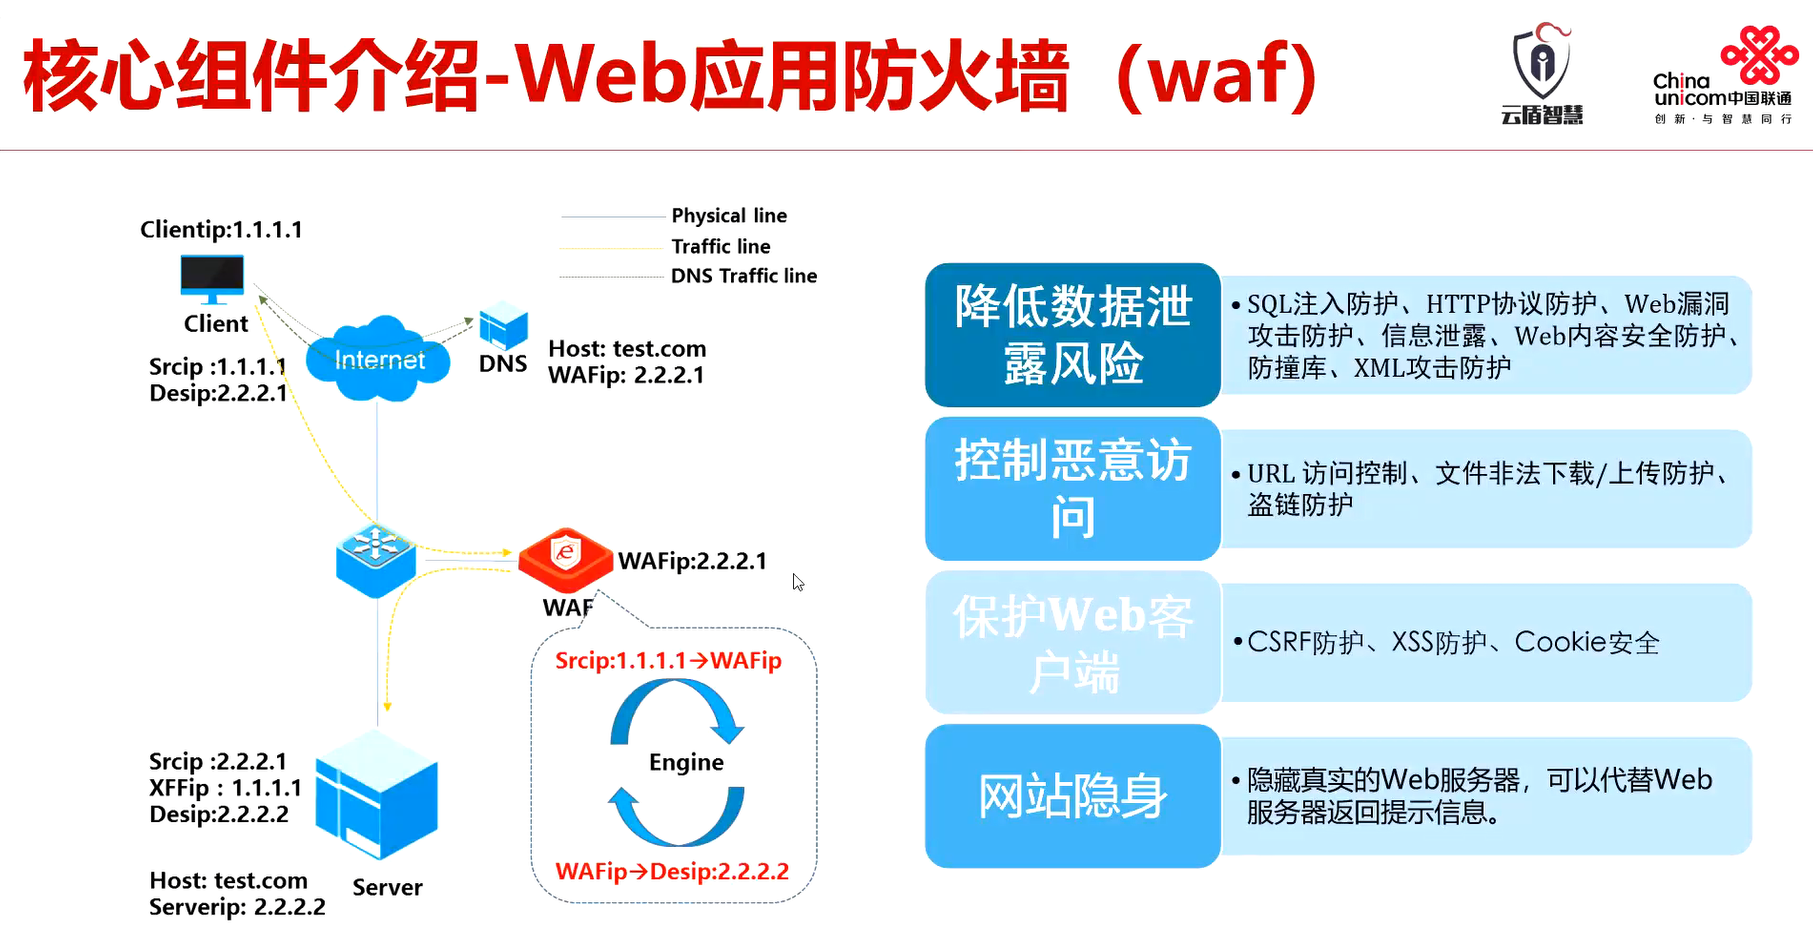 核心组件介绍-Web应用防火墙（waf）
云盾智慧
China
unicom中国联通
创新·与智慧同行
Physical line
Traffic line
DNS Traffic line
Clientip:1.1.1.1
Client
Srcip :1.1.1.1
Desip:2.2.2.1
Internet
DNS
Host: test.com
WAFip: 2.2.2.1
WAFip:2.2.2.1
WAF
Srcip:1.1.1.1→WAFip
Engine
WAFip→Desip:2.2.2.2
Srcip :2.2.2.1
XFFip : 1.1.1.1
Desip:2.2.2.2
Host: test.com
Serverip: 2.2.2.2
Server
降低数据泄
露风险
• SQL注入防护、HTTP协议防护、Web漏洞
攻击防护、信息泄露、Web内容安全防护、
防撞库、XML攻击防护
控制恶意访
问
• URL 访问控制、文件非法下载/上传防护、
盗链防护
保护Web客
户端
• CSRF防护、XSS防护、Cookie安全
网站隐身
• 隐藏真实的Web服务器，可以代替Web
服务器返回提示信息。